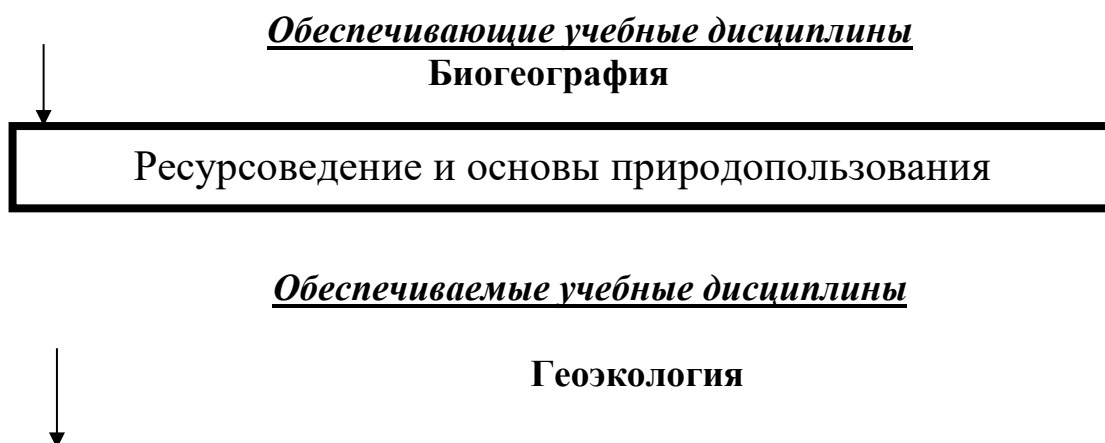 Обеспечивающие учебные дисциплины
Биогеография
Ресурсоведение и основы природопользования
Обеспечиваемые учебные дисциплины
Геоэкология